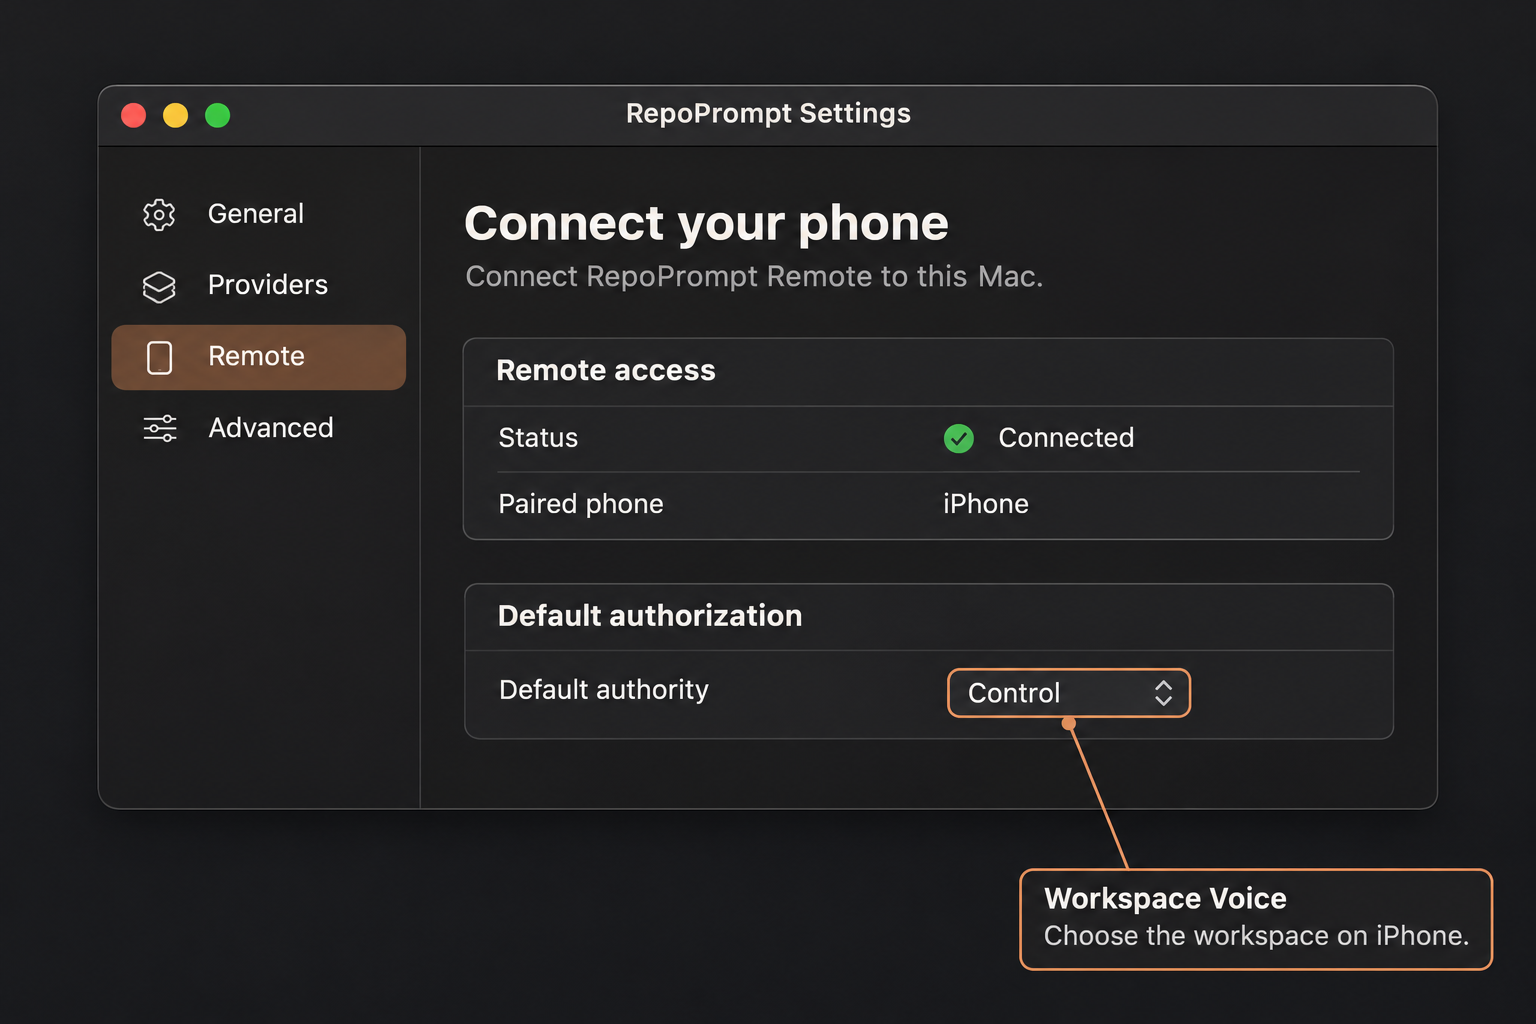 RepoPrompt Settings
General
Providers
Remote
Advanced
Connect your phone
Connect RepoPrompt Remote to this Mac.
Remote access
Status
Connected
Paired phone
iPhone
Default authorization
Default authority
Control
Workspace Voice
Choose the workspace on iPhone.